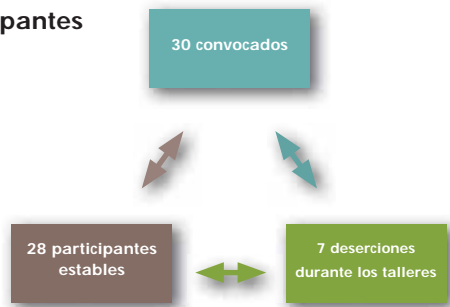 pantes
30 convocados
28 participantes
estables
7 deserciones
durante los talleres